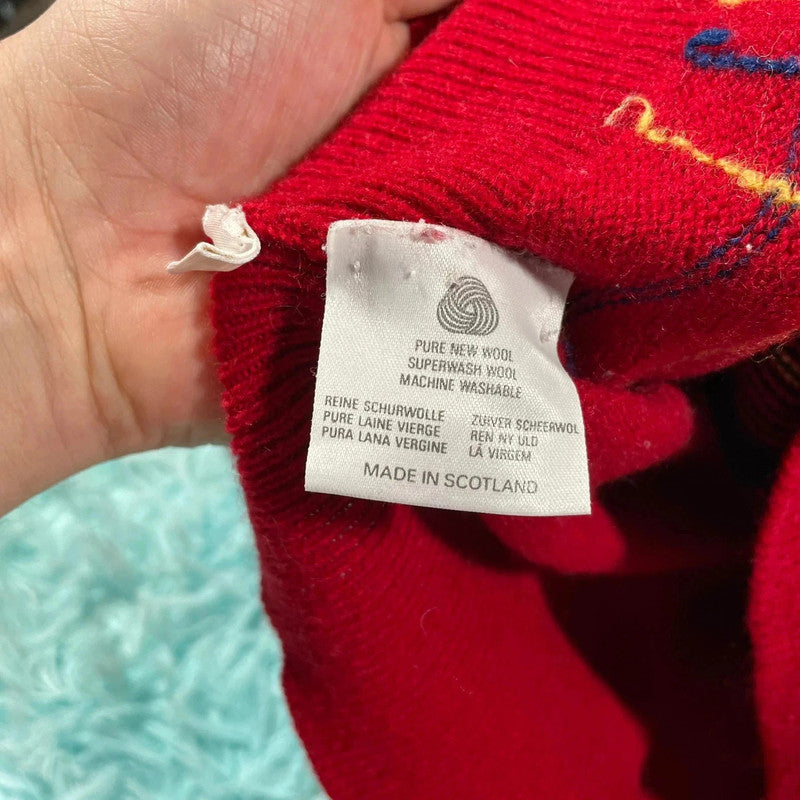 PURE NEW WOOL
SUPERWASH WOOL
MACHINE WASHABLE
REINE SCHURWOLLE
PURE LAINE VIERGE
PURA LANA VERGINE
ZUIVER SCHEERWOL
REN NY ULD
LÃ VIRGEM
MADE IN SCOTLAND